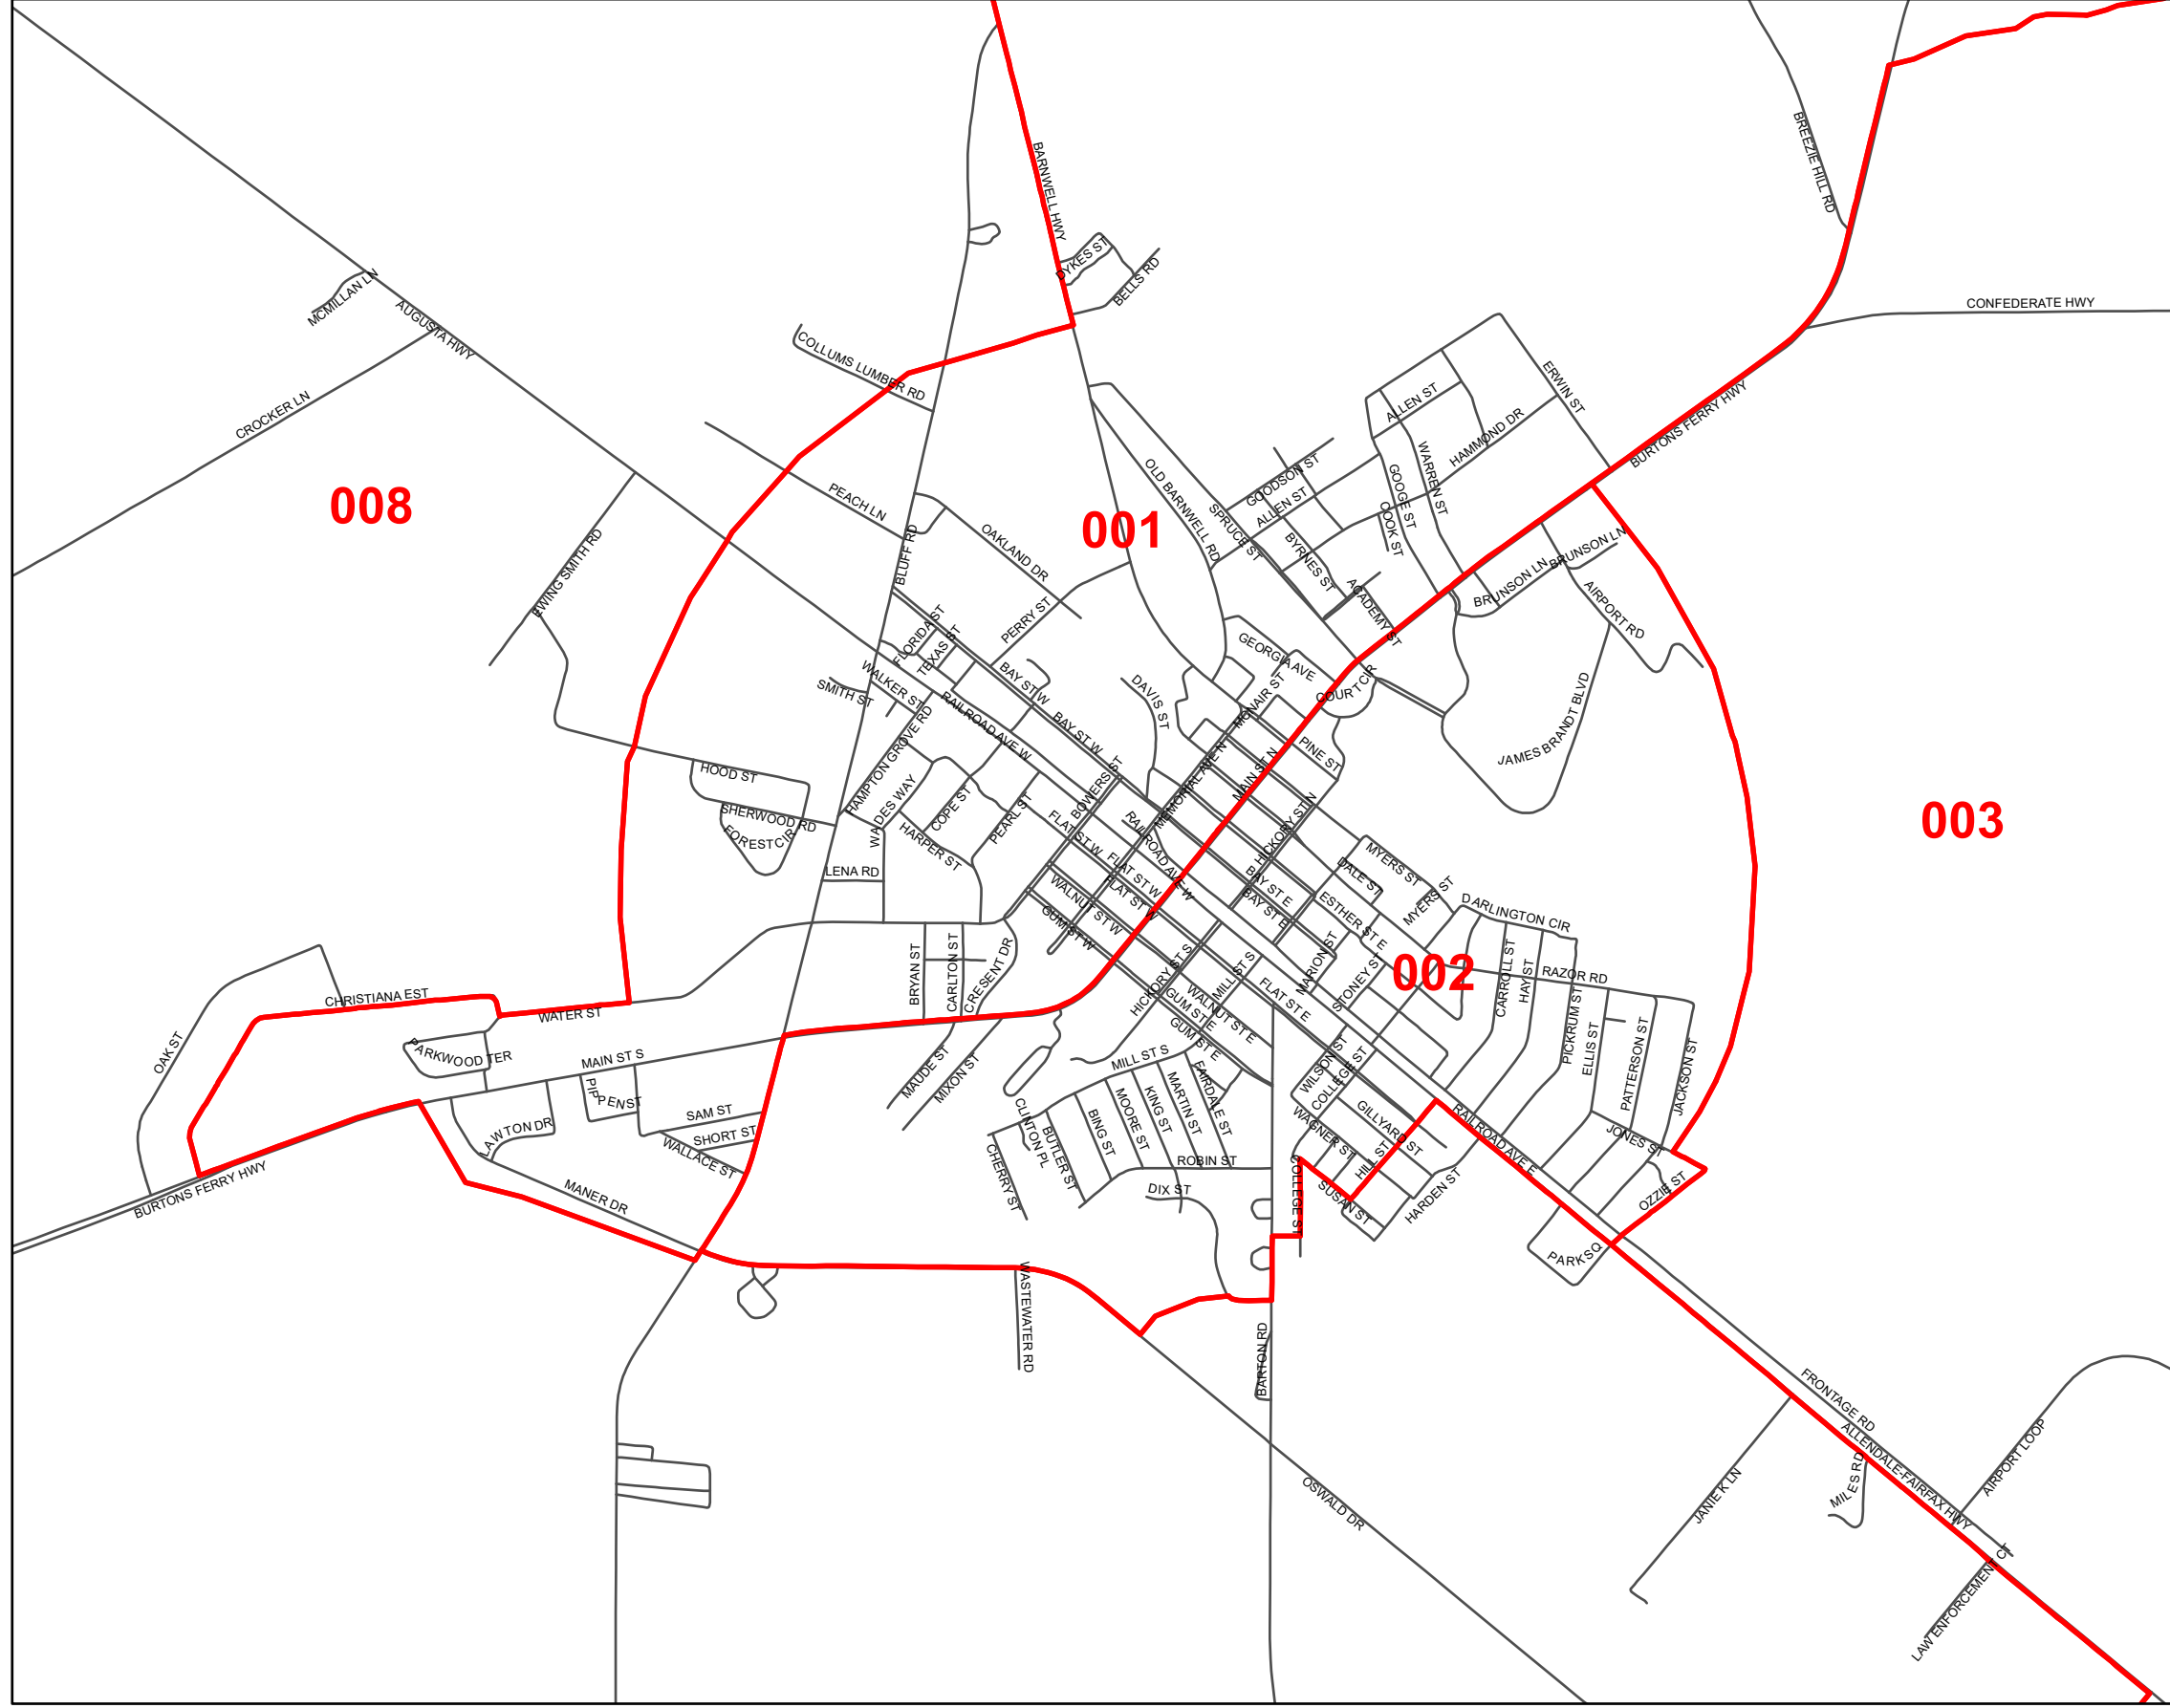 BARNWELL HWY
BREEZIE HILL RD
DYKES ST
BELLS RD
MCMILLAN LN
AUGUSTA HWY
CONFEDERATE HWY
COLLUMS LUMBER RD
CROCKER LN
ERWIN ST
ALLEN ST
HAMMOND DR
BURTONS FERRY HWY
WARREN ST
GOOGE ST
COOK ST
GOODSON ST
ALLEN ST
OLD BARNWELL RD
SPRUCE ST
008
001
PEACH LN
BLUFF RD
OAKLAND DR
BYRNES ST
ACADEMY ST
BRUNSON LN
BRUNSON LN
AIRPORT RD
EWING SMITH RD
PERRY ST
FLORIDA ST
TEXAS ST
GEORGIA AVE
COURT CIR
WALKER ST
SMITH ST
BAY ST W
BAY ST W
RAILROAD AVE W
DAVIS ST
MONAIR ST
PINE ST
JAMES BRANDT BLVD
HAMPTON GROVE RD
HOOD ST
SHERWOOD RD
FOREST CIR
WADES WAY
COPE ST
HARPER ST
PEARL ST
BOWERS ST
MEMORIAL AVE N
MAIN ST N
HICKORY ST N
003
LENA RD
FLAT ST W
FLAT ST W
FLAT ST W
RAILROAD AVE W
WALNUT ST W
GUM ST W
BAY ST E
BAY ST E
DALE ST
MYERS ST
MYERS ST
ESTHER ST E
DARLINGTON CIR
002
RAZOR RD
MARION ST
STONEY ST
CARROLL ST
HAY ST
PICKRUM ST
ELLIS ST
PATTERSON ST
JACKSON ST
JONES ST
OZZIE ST
BRYAN ST
CARLTON ST
CRESENT DR
HICKORY ST S
MILL ST S
FLAT ST E
WALNUT ST E
GUM ST E
GUM ST E
CHRISTIANA EST
WATER ST
OAK ST
PARKWOOD TER
MAIN ST S
PIPPEN ST
SAM ST
SHORT ST
WALLACE ST
LAWTON DR
MANER DR
BURTONS FERRY HWY
MAUDE ST
MIXON ST
MILL ST S
FAIRDALE ST
MARTIN ST
KING ST
MOORE ST
BING ST
BUTLER ST
CLINTON PL
CHERRY ST
ROBIN ST
DIX ST
WILSON ST
COLLEGE ST
WAGNER ST
GILLYARD ST
HILL ST
SUSAN ST
HARDEN ST
COLLEGE ST
RAILROAD AVE E
PARK SQ
WASTEWATER RD
BARTON RD
OSWALD DR
FRONTAGE RD
ALLENDALE-FAIRFAX HWY
AIRPORT LOOP
MILES RD
JANIE K LN
LAW ENFORCEMENT CT